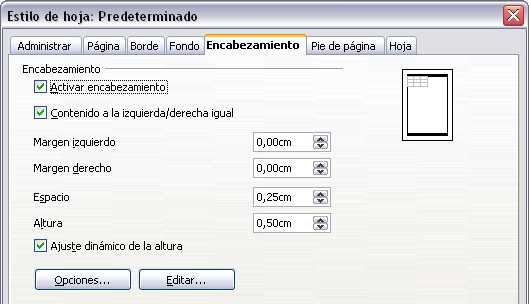 Estilo de hoja: Predeterminado
Administrar Página Borde Fondo Encabezamiento Pie de página Hoja
Encabezamiento
Activar encabezamiento
Contenido a la izquierda/derecha igual
Margen izquierdo 0,00cm
Margen derecho 0,00cm
Espacio 0,25cm
Altura 0,50cm
Ajuste dinámico de la altura
Opciones... Editar...